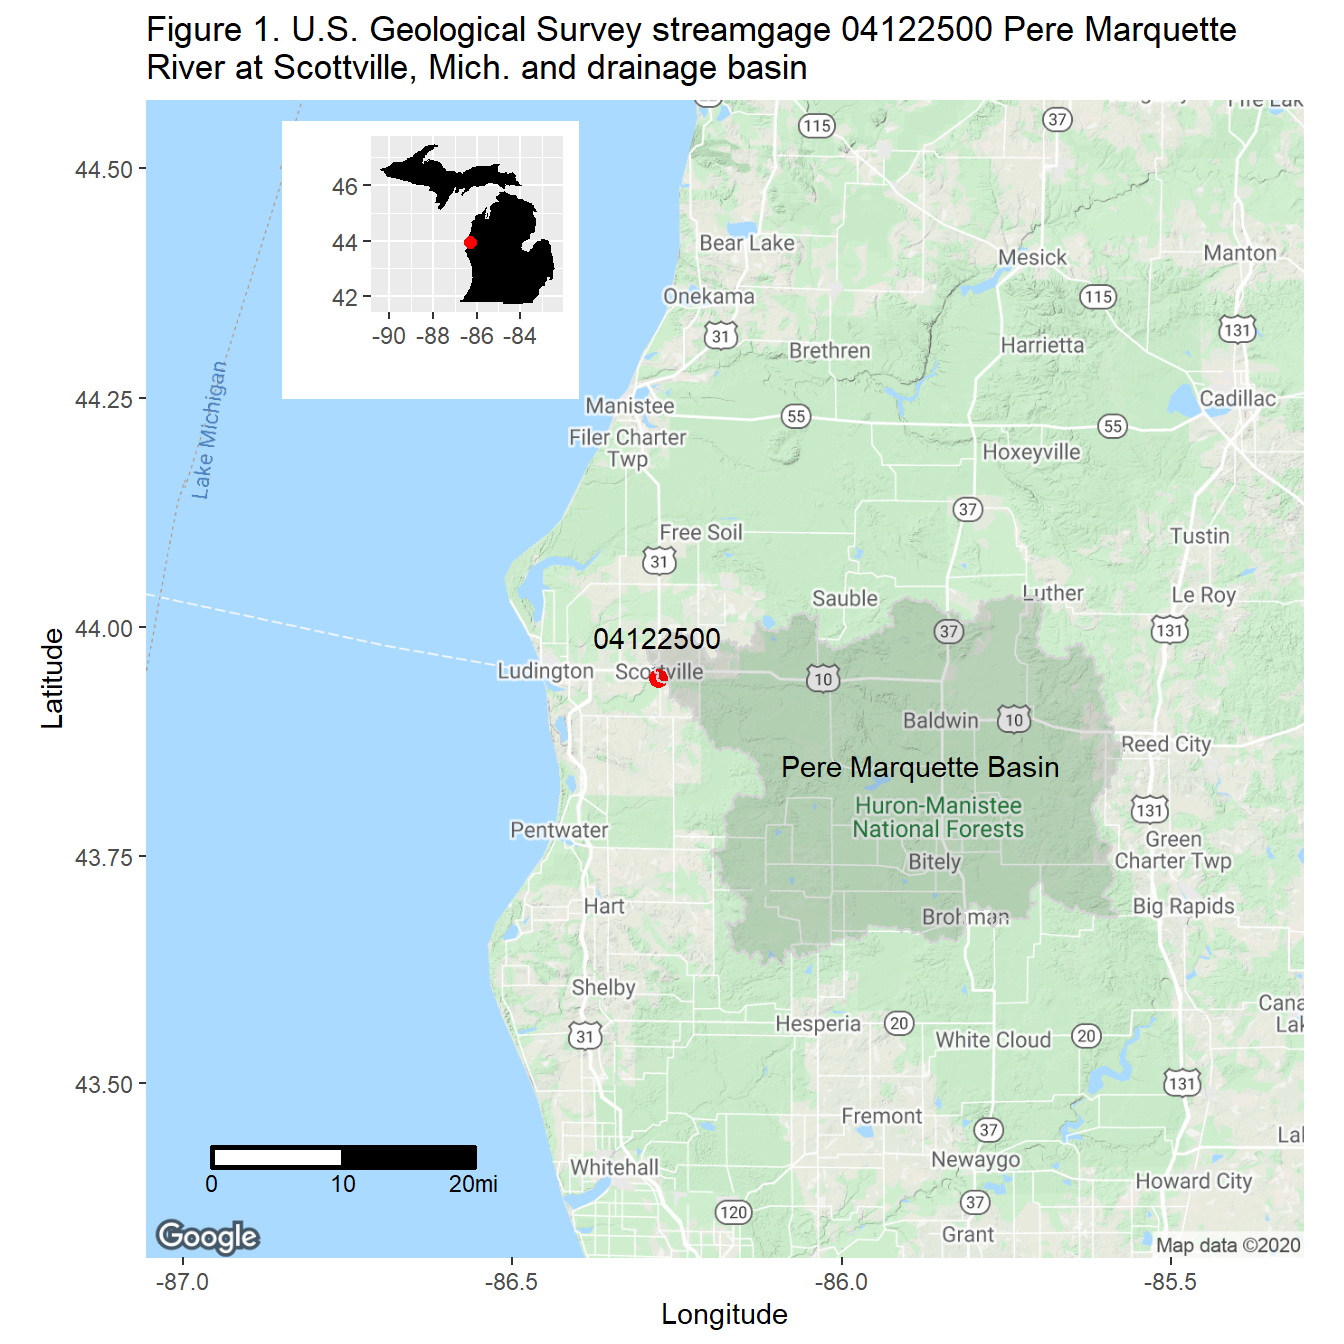 Figure 1. U.S. Geological Survey streamgage 04122500 Pere Marquette
River at Scottville, Mich. and drainage basin
44.50
44.25
44.00
43.75
43.50
Latitude
-87.0
-86.5
-86.0
-85.5
Longitude
46
44
42
-90 -88 -86 -84
Lake Michigan
115
37
Bear Lake
Mesick
Manton
Onekama
115
31
131
Brethren
Harrietta
Manistee
Cadillac
55
55
Filer Charter
Twp
Hoxeyville
37
Free Soil
Tustin
31
Sauble
Luther
Le Roy
04122500
37
131
Ludington
Scottville
10
Baldwin
10
Reed City
Pere Marquette Basin
Huron-Manistee
National Forests
131
Pentwater
Green
Charter Twp
Bitely
Hart
Brohman
Big Rapids
Shelby
Hesperia
20
White Cloud
20
31
131
Fremont
37
Newaygo
Whitehall
Howard City
37
120
Grant
0 10 20mi
Google
Map data ©2020